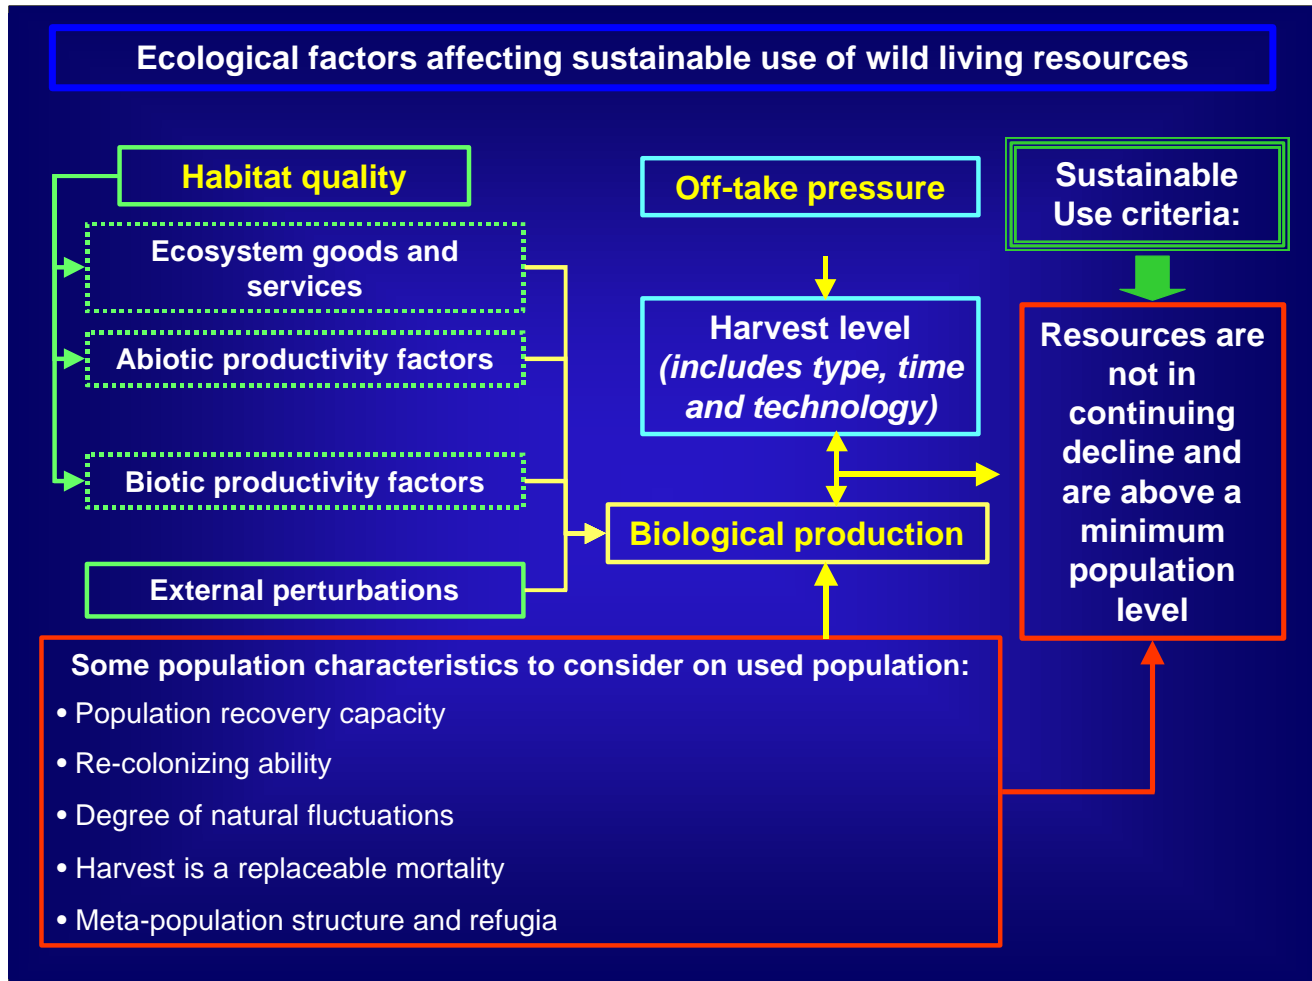 Ecological factors affecting sustainable use of wild living resources
Habitat quality
Ecosystem goods and
services
Abiotic productivity factors
Biotic productivity factors
External perturbations
Off-take pressure
Harvest level
(includes type, time
and technology)
Biological production
Sustainable
Use criteria:
Resources are
not in
continuing
decline and
are above a
minimum
population
level
Some population characteristics to consider on used population:
• Population recovery capacity
• Re-colonizing ability
• Degree of natural fluctuations
• Harvest is a replaceable mortality
• Meta-population structure and refugia